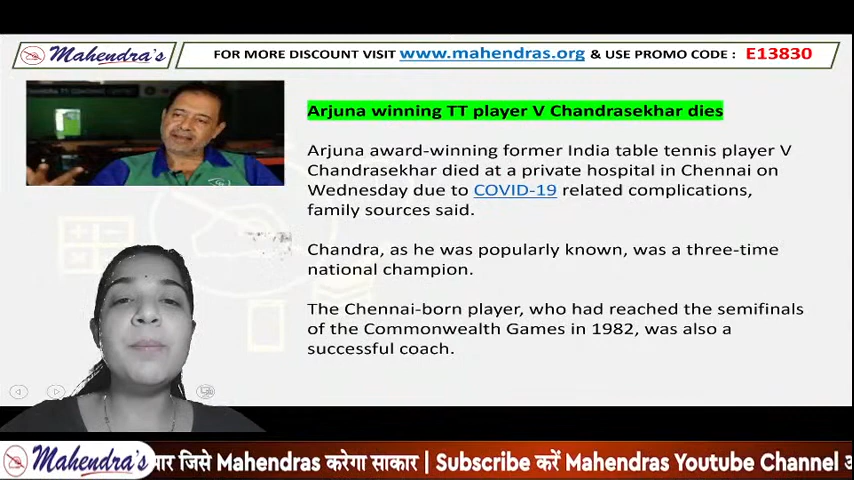 Mahendra's
FOR MORE DISCOUNT VISIT www.mahendras.org & USE PROMO CODE : E13830
Arjuna winning TT player V Chandrasekhar dies
Arjuna award-winning former India table tennis player V
Chandrasekhar died at a private hospital in Chennai on
Wednesday due to COVID-19 related complications,
family sources said.
Chandra, as he was popularly known, was a three-time
national champion.
The Chennai-born player, who had reached the semifinals
of the Commonwealth Games in 1982, was also a
successful coach.
Mahendra's
जिसे Mahendras करेगा साकार | Subscribe करें Mahendras Youtube Channel